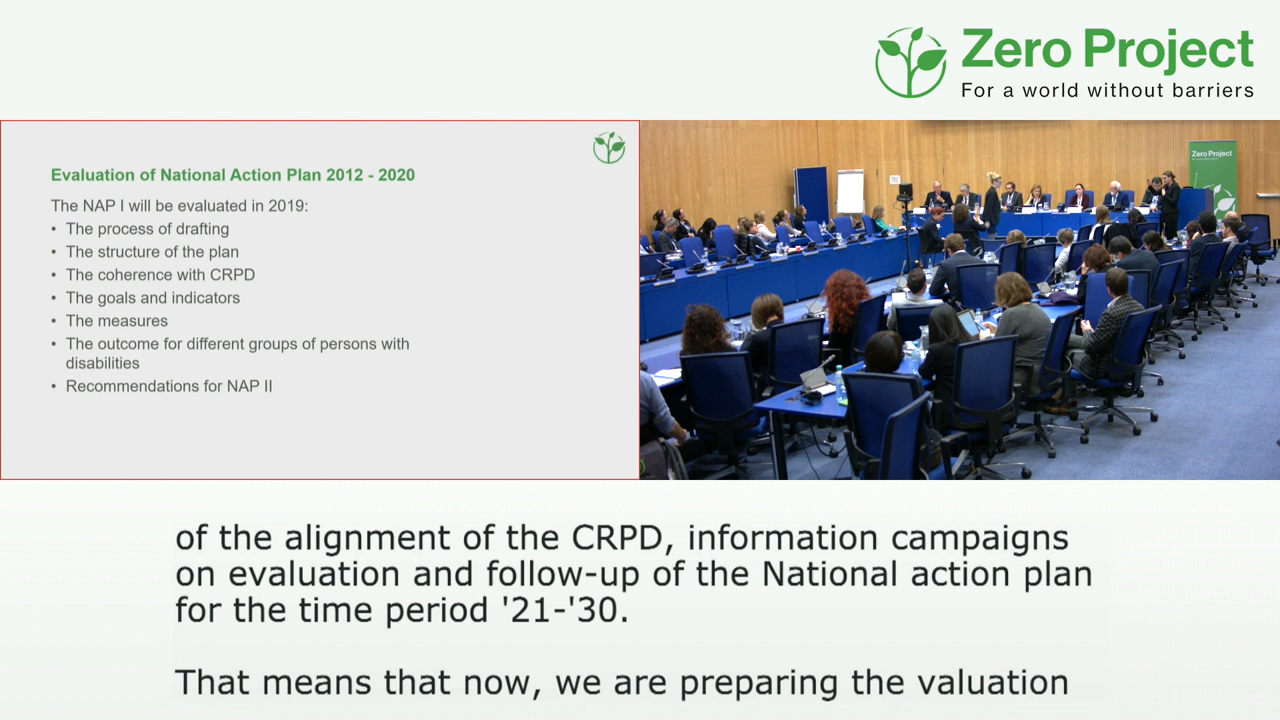 Zero Project
For a world without barriers
Evaluation of National Action Plan 2012 - 2020
The NAP I will be evaluated in 2019:
• The process of drafting
• The structure of the plan
• The coherence with CRPD
• The goals and indicators
• The measures
• The outcome for different groups of persons with
disabilities
• Recommendations for NAP II
Zero Project
of the alignment of the CRPD, information campaigns
on evaluation and follow-up of the National action plan
for the time period '21-'30.
That means that now, we are preparing the valuation